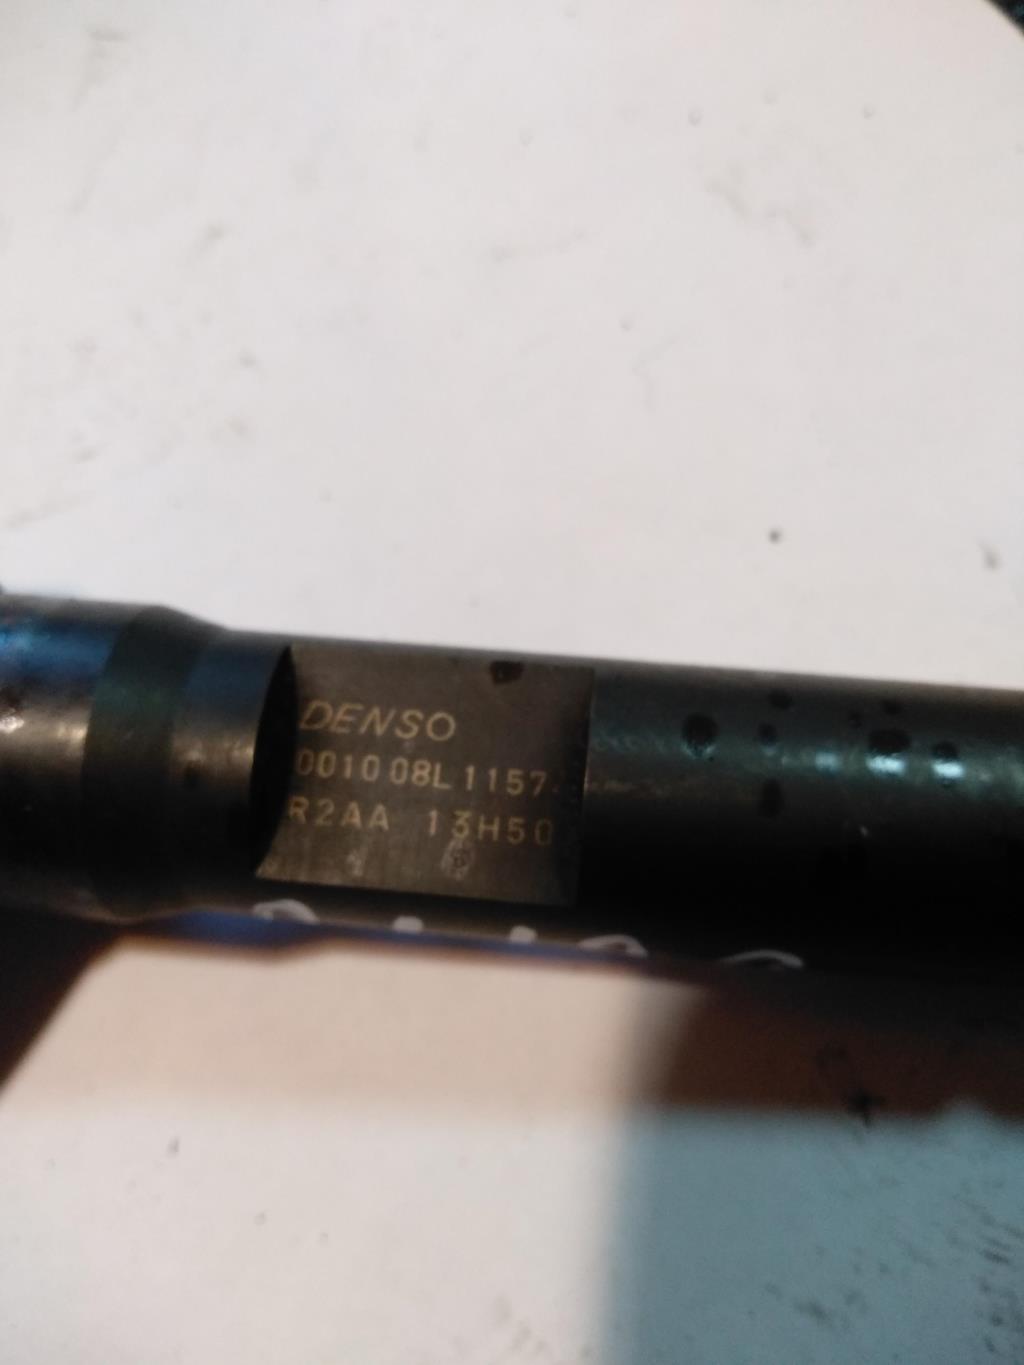 DENSO
001008L1157
R2AA 13H50